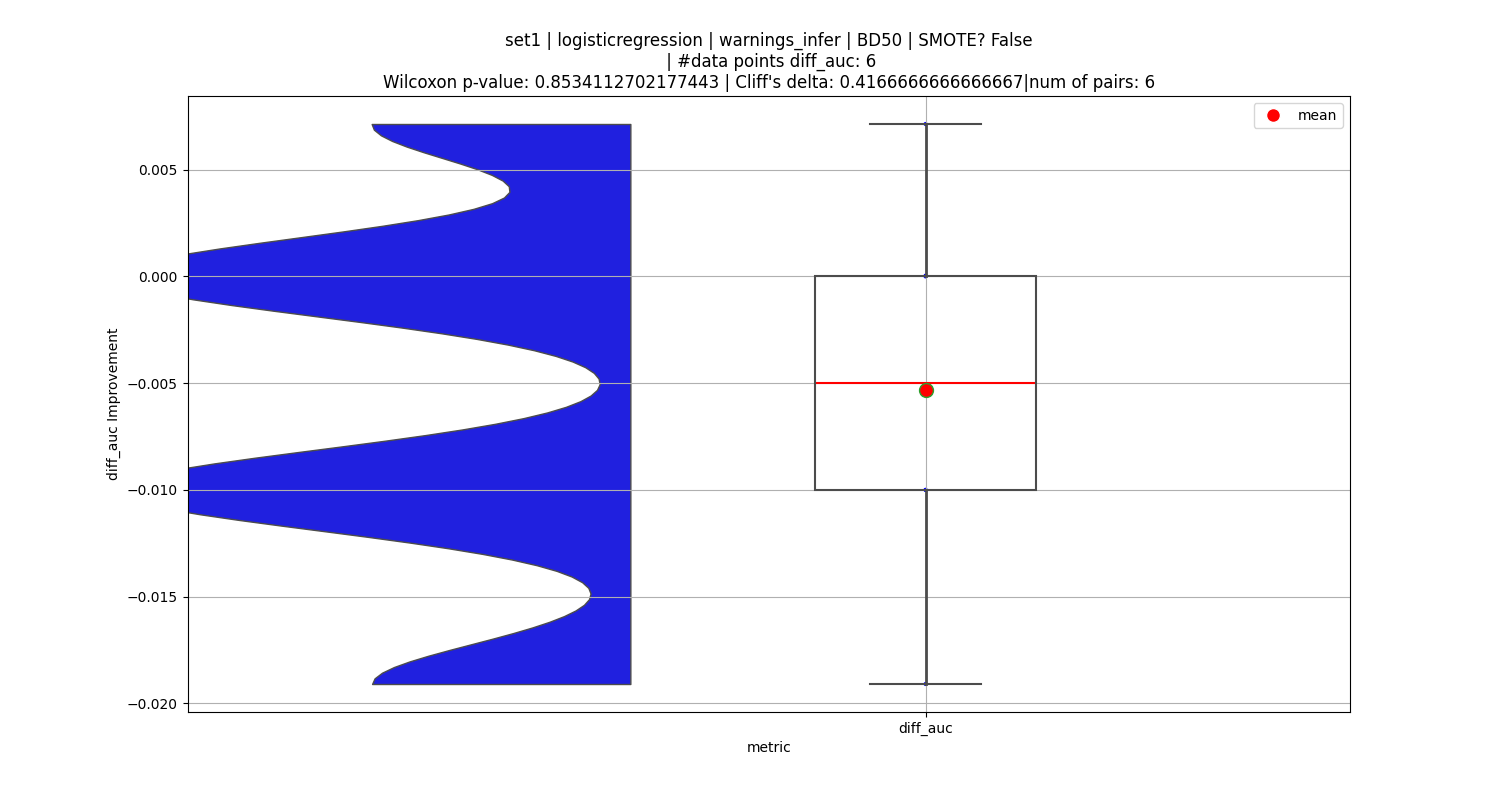 set1 | logisticregression | warnings_infer | BD50 | SMOTE? False
| #data points diff_auc: 6
Wilcoxon p-value: 0.8534112702177443 | Cliff's delta: 0.4166666666666667|num of pairs: 6
mean
0.005
0.000
−0.005
−0.010
−0.015
−0.020
diff_auc Improvement
diff_auc
metric